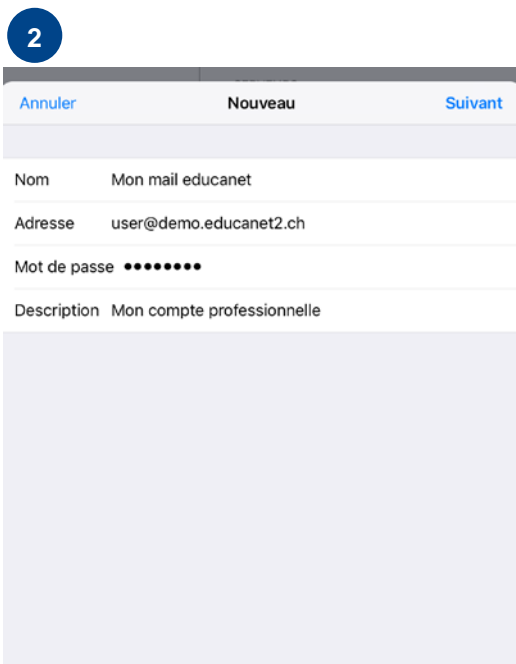 2
Annuler Nouveau Suivant
Nom Mon mail educanet
Adresse user@demo.educanet2.ch
Mot de passe ••••••••
Description Mon compte professionnelle